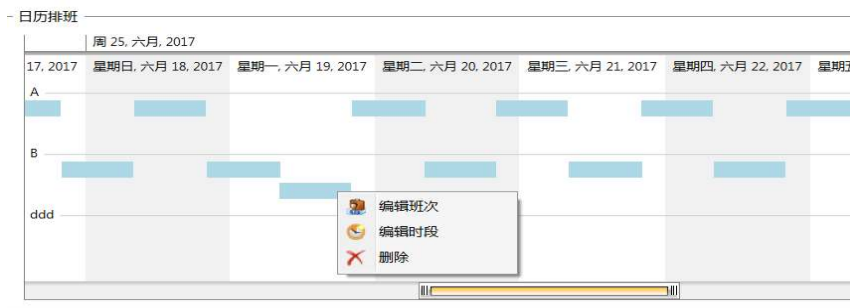 日历排班
周 25, 六月, 2017
17, 2017 星期日, 六月 18, 2017 星期一, 六月 19, 2017 星期二, 六月 20, 2017 星期三, 六月 21, 2017 星期四, 六月 22, 2017 星期五
A
B
编辑班次
ddd
编辑时段
删除